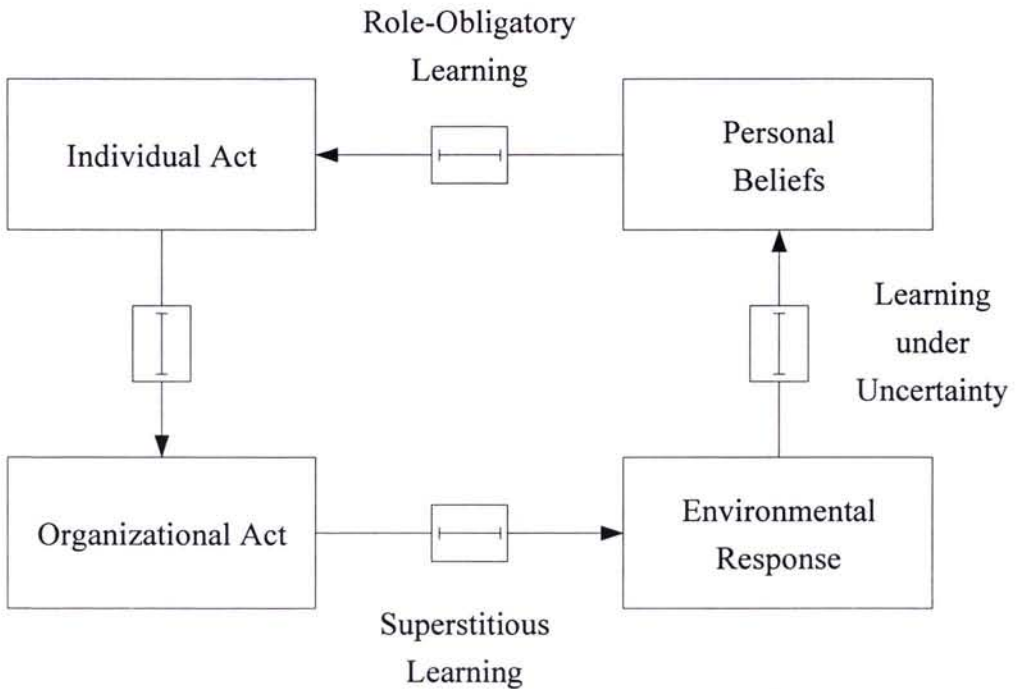 Role-Obligatory
Learning
Individual Act
Personal
Beliefs
Learning
under
Uncertainty
Organizational Act
Environmental
Response
Superstitious
Learning